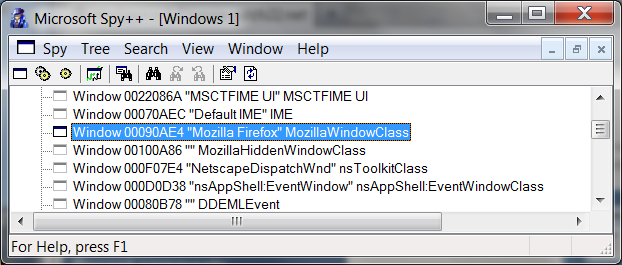 Microsoft Spy++ - [Windows 1]
Spy Tree Search View Window Help
Window 0022086A "MSCTFIME UI" MSCTFIME UI
Window 00070AEC "Default IME" IME
Window 00090AE4 "Mozilla Firefox" MozillaWindowClass
Window 00100A86 "" MozillaHiddenWindowClass
Window 000F07E4 "NetscapeDispatchWnd" nsToolkitClass
Window 000D0D38 "nsAppShell:EventWindow" nsAppShell:EventWindowClass
Window 00080B78 "" DDEMLEvent
For Help, press F1